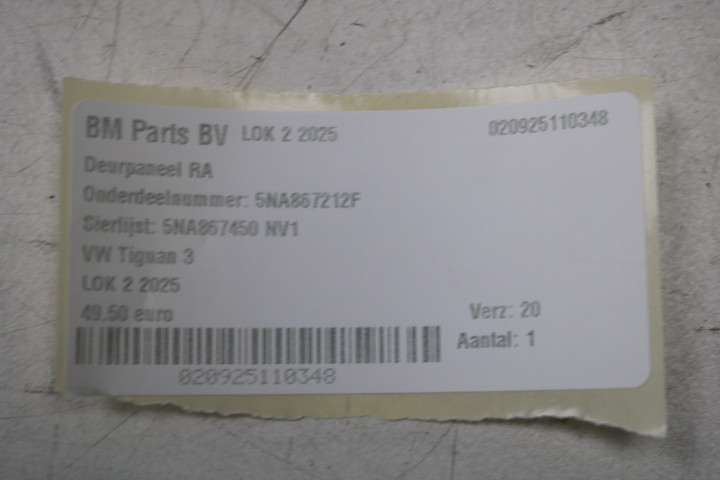 BM Parts BV LOK 2 2025 020925110348
Deurpaneel RA
Onderdeelnummer: 5NA867212F
Sierlijst: 5NA867450 NV1
VW Tiguan 3
LOK 2 2025
49.50 euro Verz: 20
Aantal: 1
020925110348